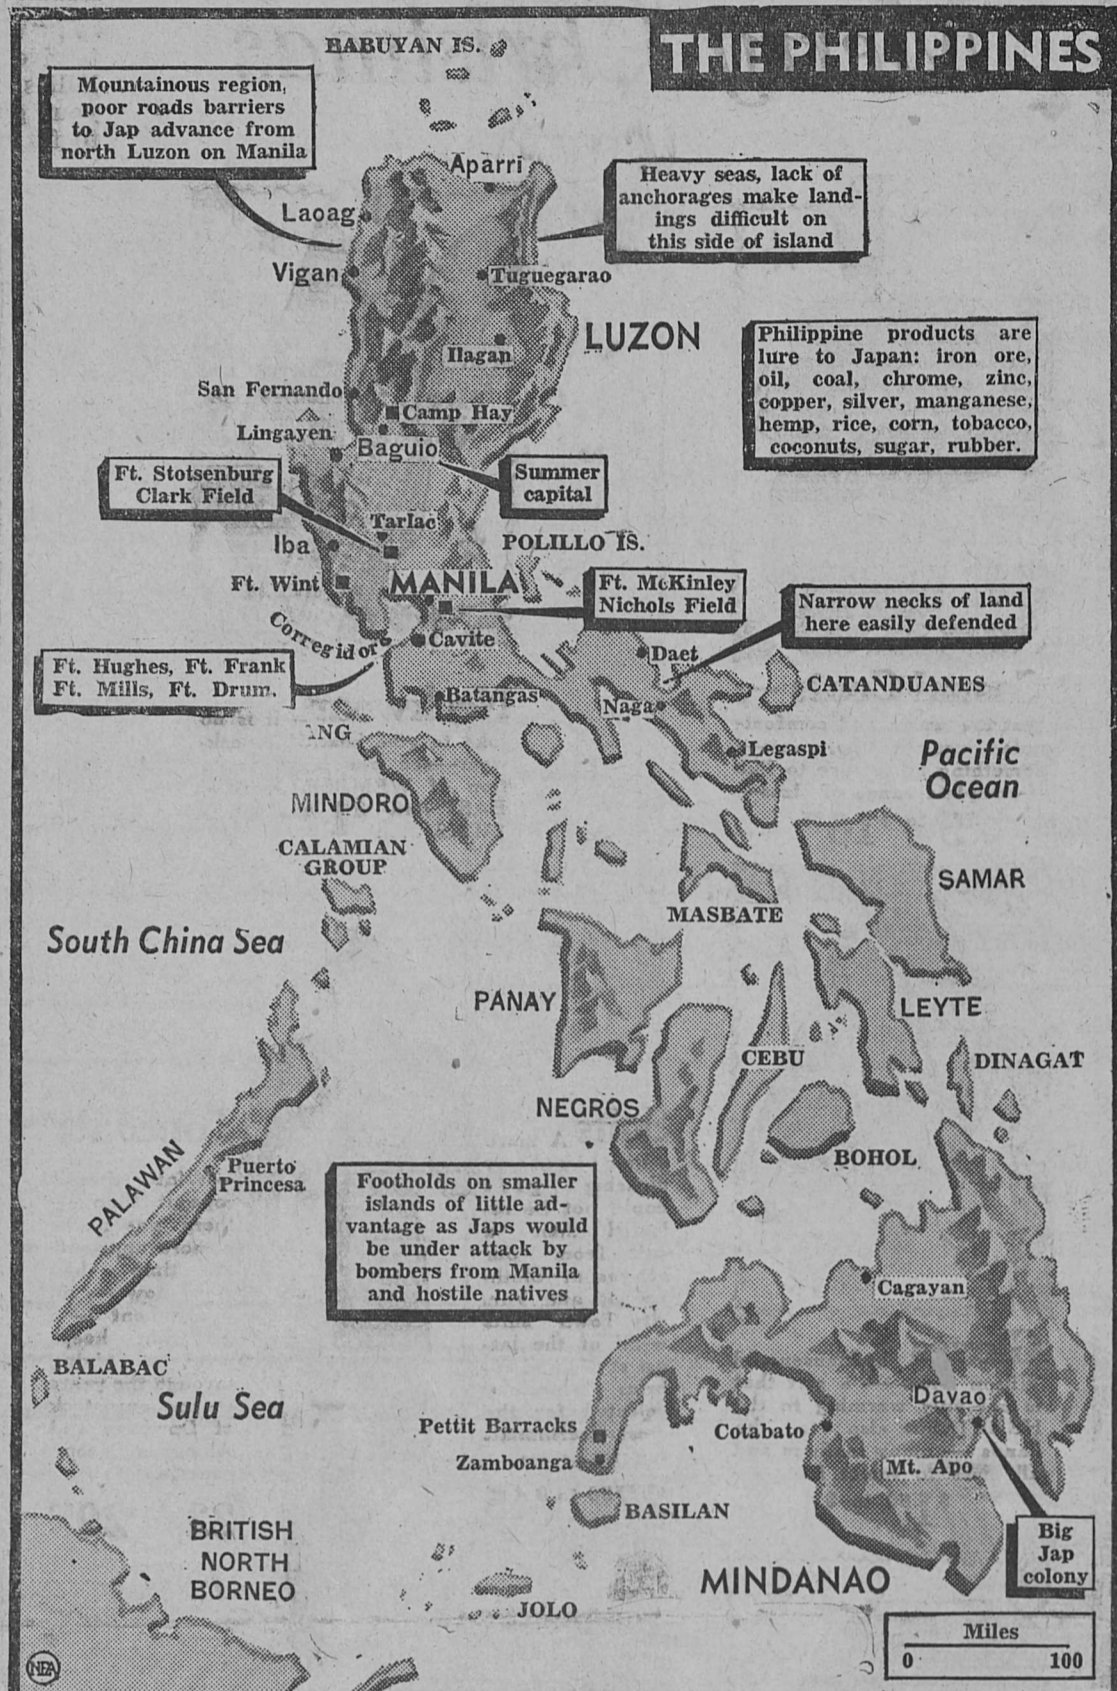 THE PHILIPPINES
BABUYAN IS.
Mountainous region,
poor roads barriers
to Jap advance from
north Luzon on Manila
Aparri
Heavy seas, lack of
anchorages make land-
ings difficult on
this side of island
Laoag
Vigan
Tuguegarao
LUZON
Philippine products are
lure to Japan: iron ore,
oil, coal, chrome, zinc,
copper, silver, manganese,
hemp, rice, corn, tobacco,
coconuts, sugar, rubber.
Ilagan
San Fernando
Camp Hay
Lingayen
Baguio
Ft. Stotsenburg
Clark Field
Summer
capital
Tarlac
Iba
POLILLO IS.
Ft. Wint
MANILA
Ft. McKinley
Nichols Field
Narrow necks of land
here easily defended
Corregidor
Cavite
Daet
Ft. Hughes, Ft. Frank
Ft. Mills, Ft. Drum.
Batangas
Naga
CATANDUANES
NG
Legaspi
Pacific
Ocean
MINDORO
CALAMIAN
GROUP
SAMAR
MASBATE
South China Sea
PANAY
LEYTE
CEBU
DINAGAT
NEGROS
BOHOL
PALAWAN
Puerto
Princesa
Footholds on smaller
islands of little ad-
vantage as Japs would
be under attack by
bombers from Manila
and hostile natives
Cagayan
BALABAC
Sulu Sea
Davao
Pettit Barracks
Cotabato
Zamboanga
Mt. Apo
BASILAN
Big
Jap
colony
BRITISH
NORTH
BORNEO
MINDANAO
JOLO
Miles
0 100
NEA